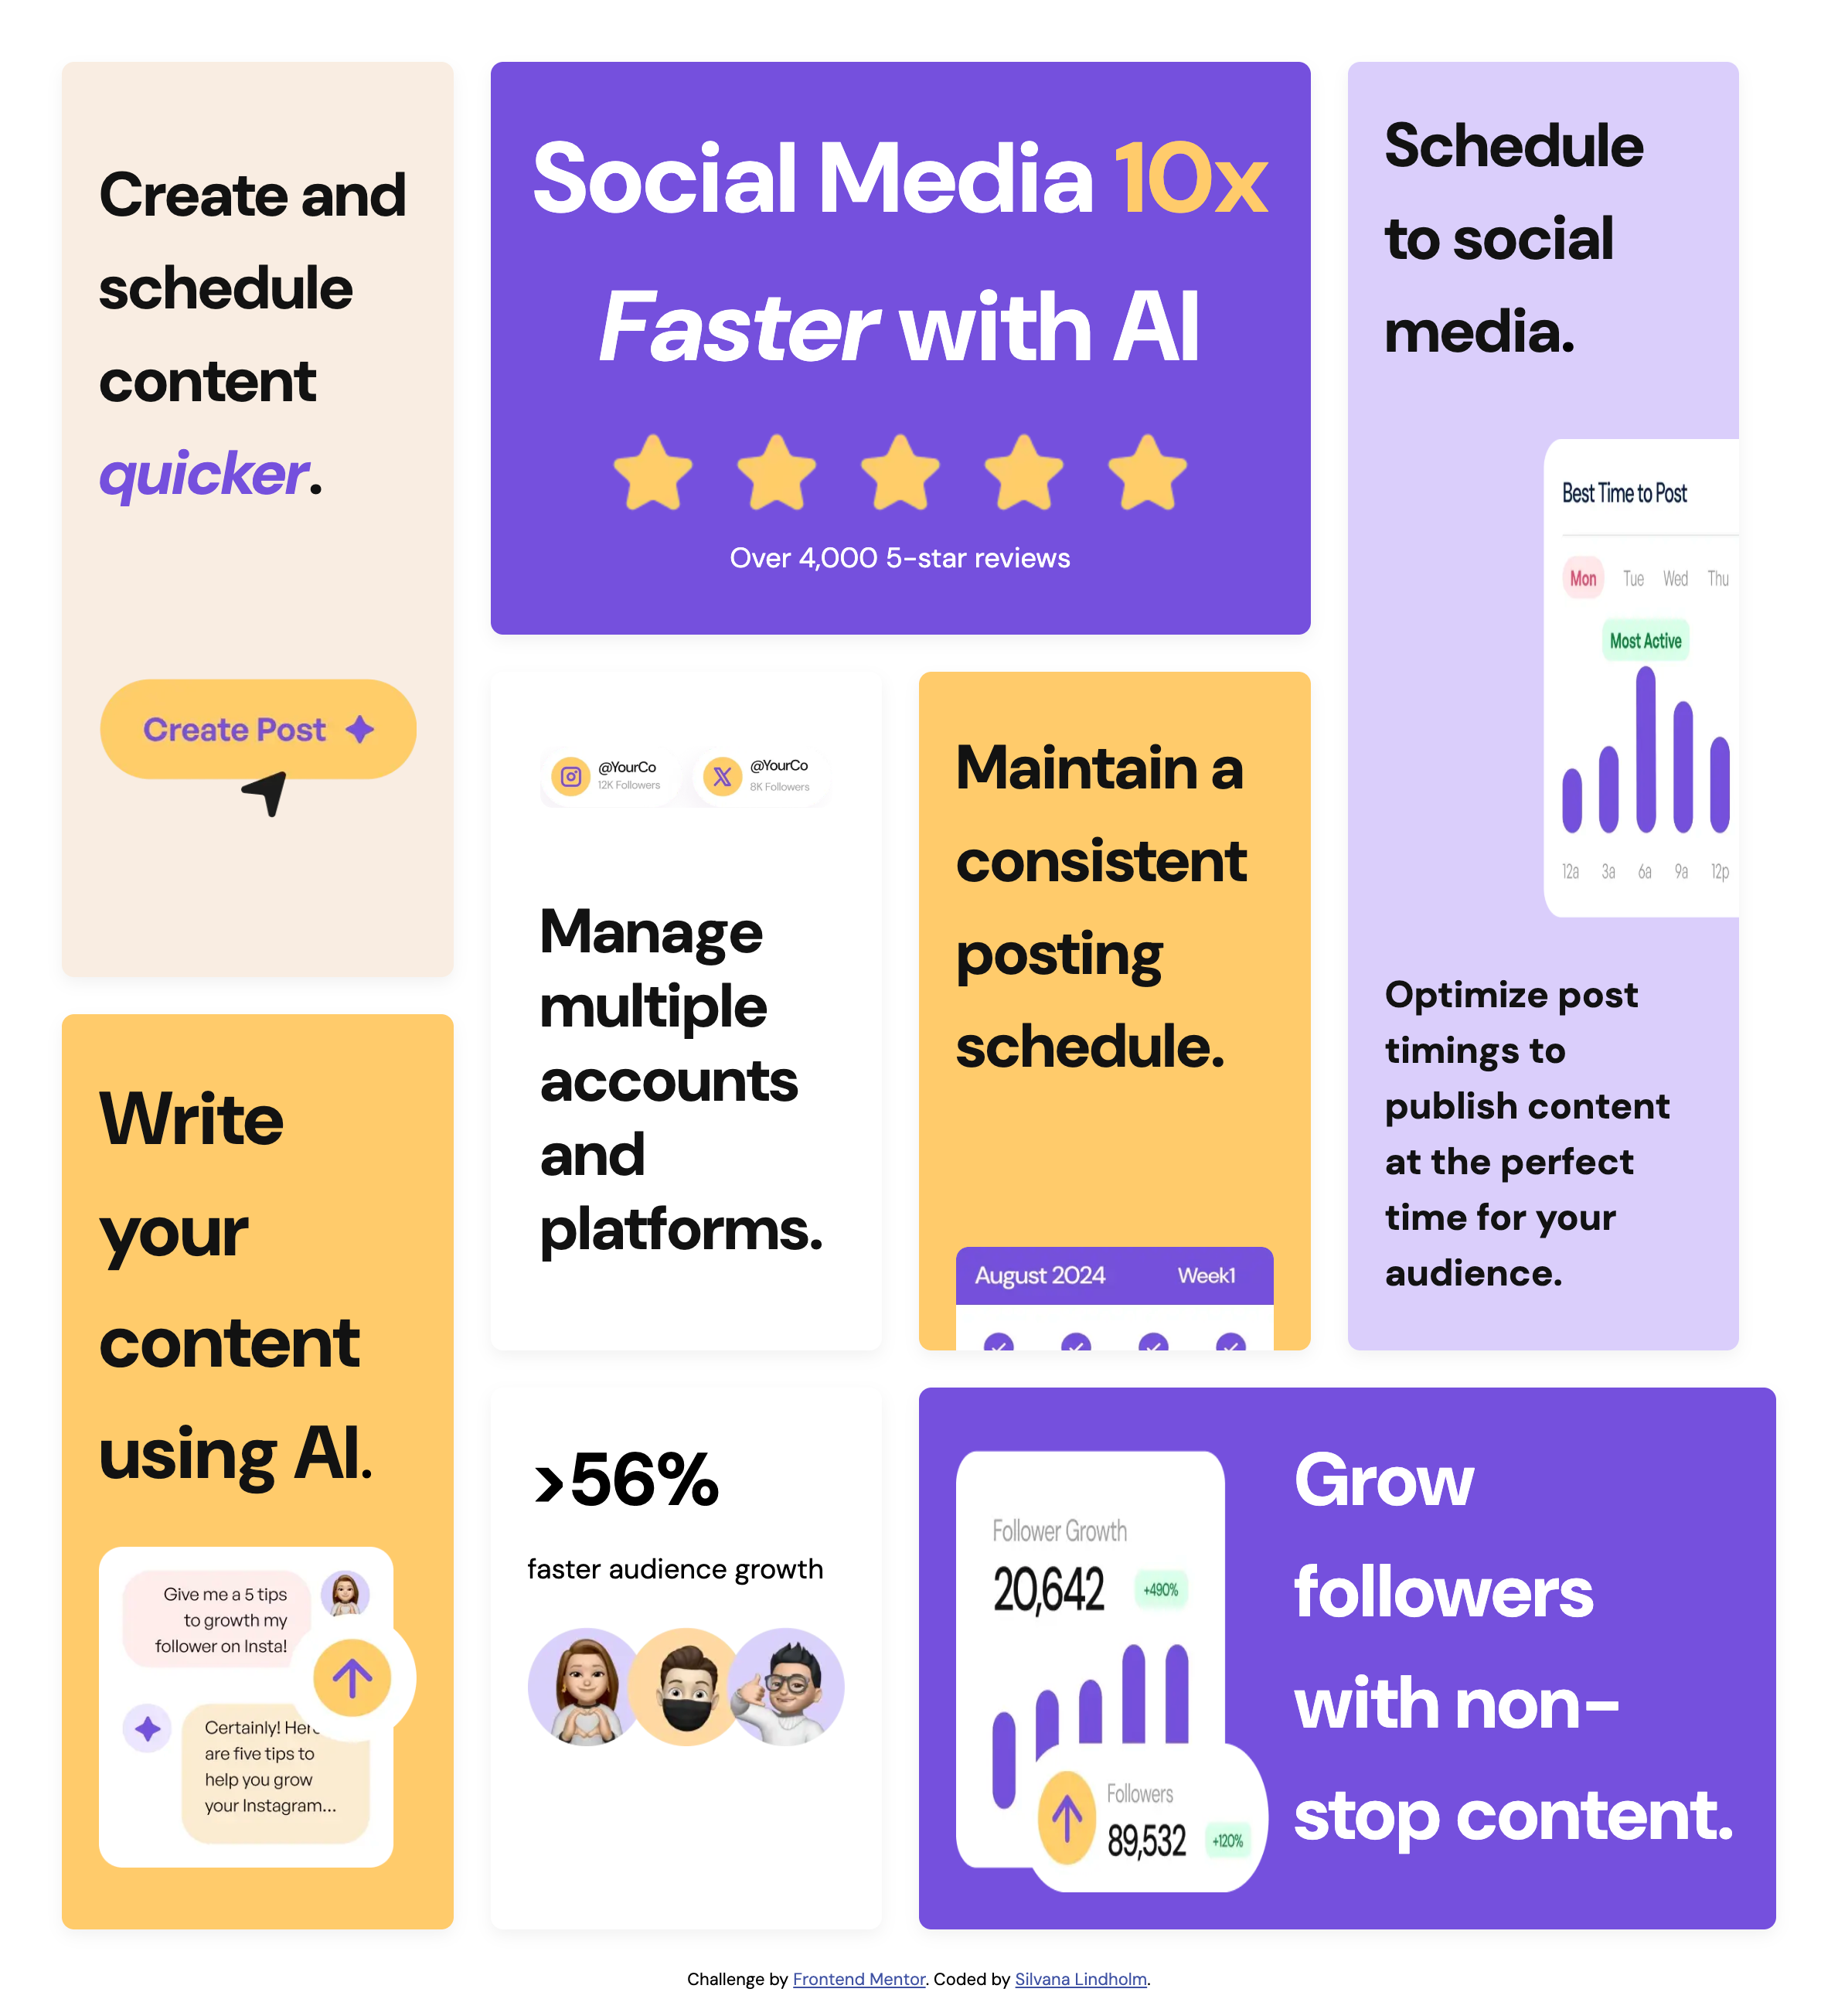 Create and
schedule
content
quicker.
Create Post
Social Media 10x
Faster with AI
Over 4,000 5-star reviews
Schedule
to social
media.
Best Time to Post
Mon Tue Wed Thu
Most Active
12a 3a 6a 9a 12p
Optimize post
timings to
publish content
at the perfect
time for your
audience.
@YourCo
12K Followers
@YourCo
8K Followers
Manage
multiple
accounts
and
platforms.
Maintain a
consistent
posting
schedule.
August 2024 Week1
Write
your
content
using AI.
Give me a 5 tips
to growth my
follower on Insta!
Certainly!
are five tips to
help you grow
your Instagram...
>56%
faster audience growth
Follower Growth
20,642 +490%
Followers
89,532 +120%
Grow
followers
with non-
stop content.
Challenge by Frontend Mentor. Coded by Silvana Lindholm.